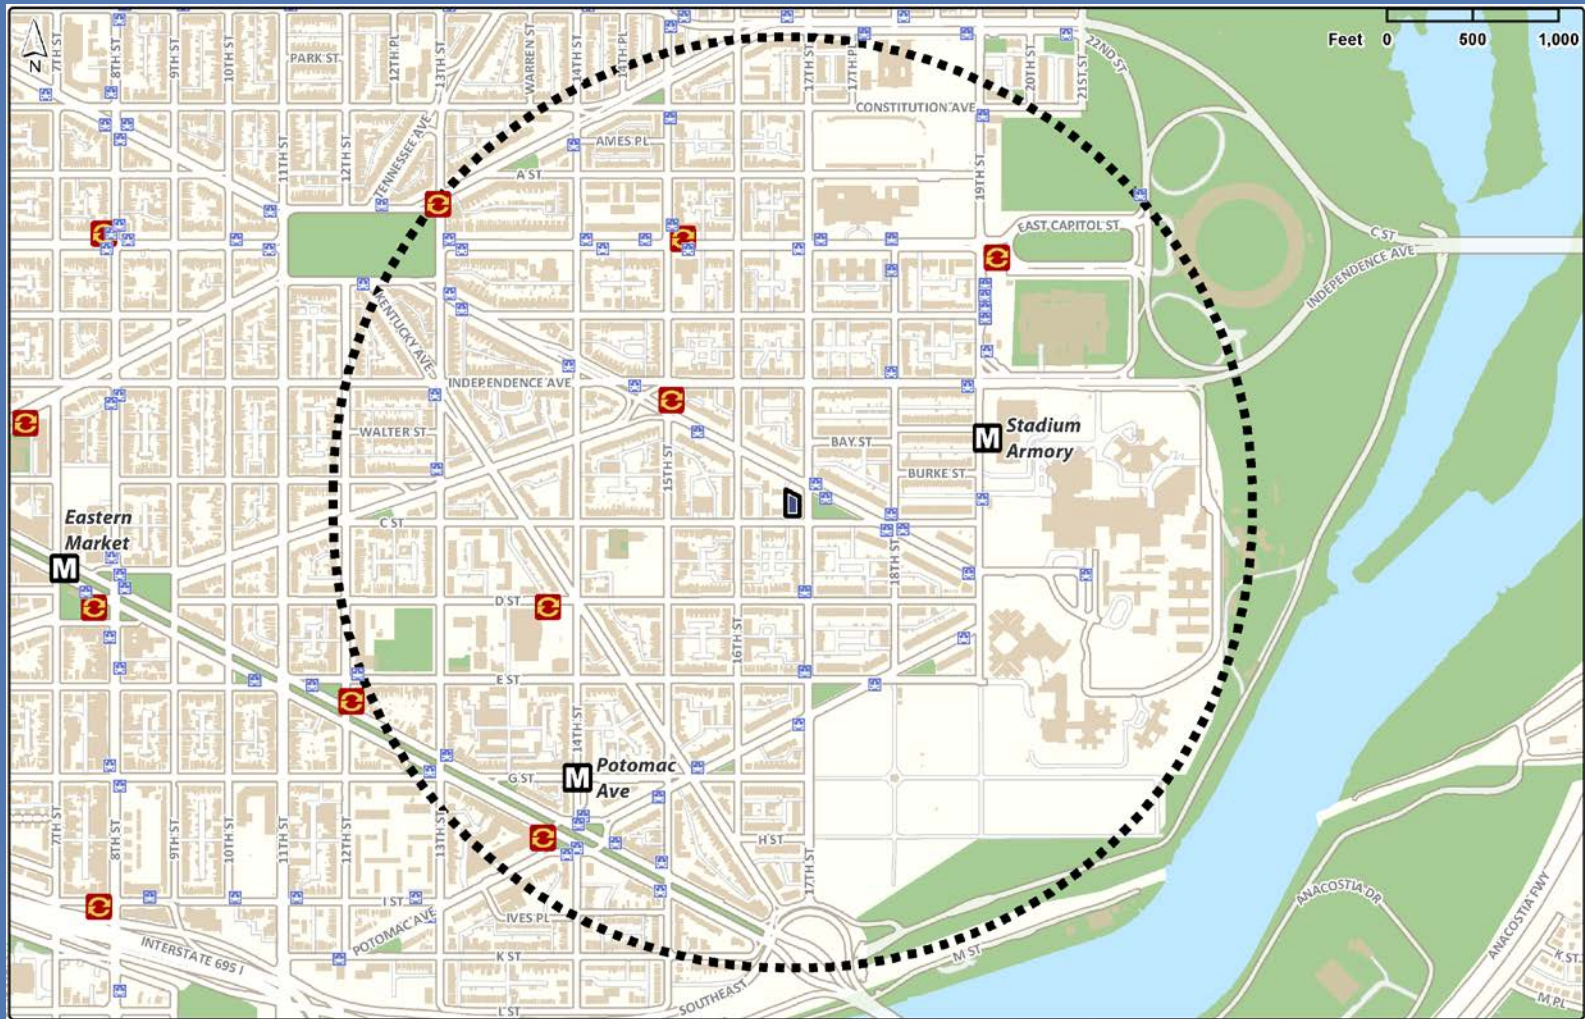 N
Feet 0 500 1,000
7TH ST
8TH ST
9TH ST
10TH ST
PARK ST
12TH PL
13TH ST
WARREN ST
14TH ST
14TH PL
17TH ST
17TH PL
20TH ST
21ST ST
22ND ST
CONSTITUTION AVE
11TH ST
12TH ST
TENNESSEE AVE
AMES PL
A ST
19TH ST
EAST CAPITOL ST
C ST
INDEPENDENCE AVE
KENTUCKY AVE
INDEPENDENCE AVE
WALTER ST
15TH ST
BAY ST
BURKE ST
M
Stadium
Armory
Eastern
Market
M
C ST
18TH ST
D ST
16TH ST
E ST
14TH ST
G ST
M
Potomac
Ave
7TH ST
8TH ST
9TH ST
10TH ST
11TH ST
12TH ST
13TH ST
H ST
17TH ST
I ST
POTOMAC AVE
IVES PL
K ST
INTERSTATE 695 I
L ST
SOUTHEAST
M ST
ANACOSTIA DR
ANACOSTIA FWY
K ST
M PL